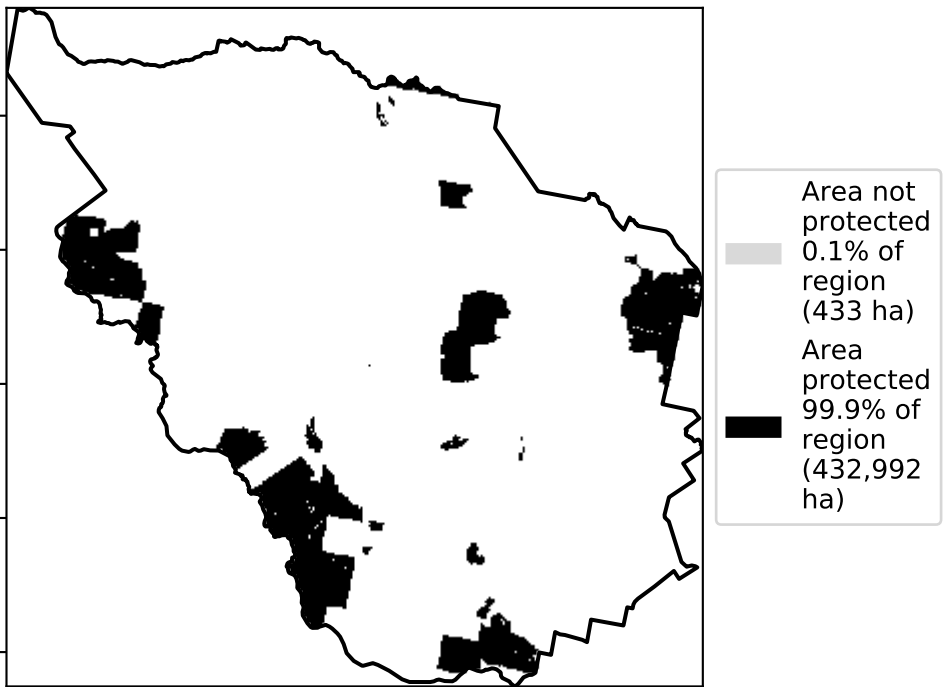 Area not
protected
0.1% of
region
(433 ha)
Area
protected
99.9% of
region
(432,992
ha)